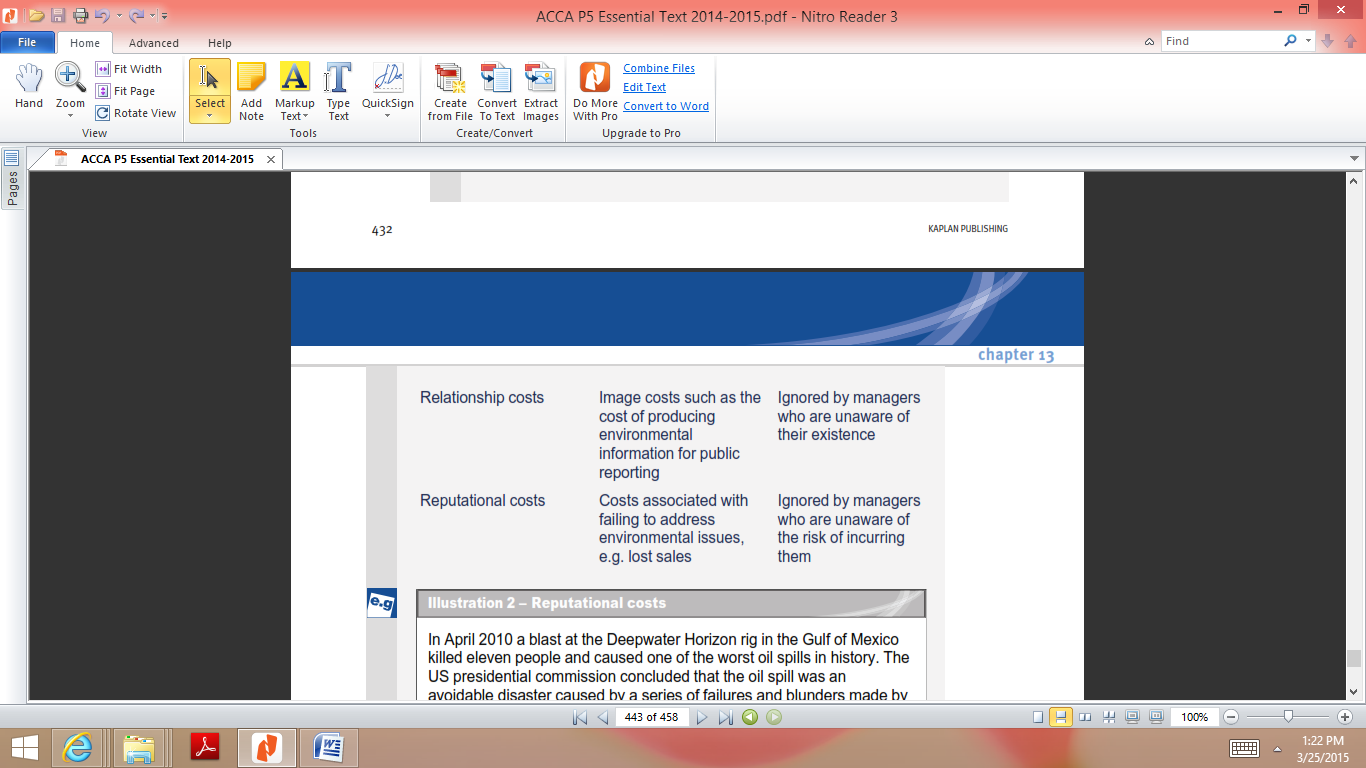 ACCA P5 Essential Text 2014-2015.pdf - Nitro Reader 3
File Home Advanced Help
Find
Hand
Zoom
Fit Width
Fit Page
Rotate View
View
Select
Add Note
Markup Text
Type Text
QuickSign
Tools
Create from File
Convert To Text
Extract Images
Create/Convert
Do More With Pro
Combine Files
Edit Text
Convert to Word
Upgrade to Pro
ACCA P5 Essential Text 2014-2015
Pages
432
KAPLAN PUBLISHING
chapter 13
Relationship costs
Image costs such as the
cost of producing
environmental
information for public
reporting
Ignored by managers
who are unaware of
their existence
Reputational costs
Costs associated with
failing to address
environmental issues,
e.g. lost sales
Ignored by managers
who are unaware of
the risk of incurring
them
e.g
Illustration 2 – Reputational costs
In April 2010 a blast at the Deepwater Horizon rig in the Gulf of Mexico
killed eleven people and caused one of the worst oil spills in history. The
US presidential commission concluded that the oil spill was an
avoidable disaster caused by a series of failures and blunders made by
443 of 458
100%
1:22 PM
3/25/2015